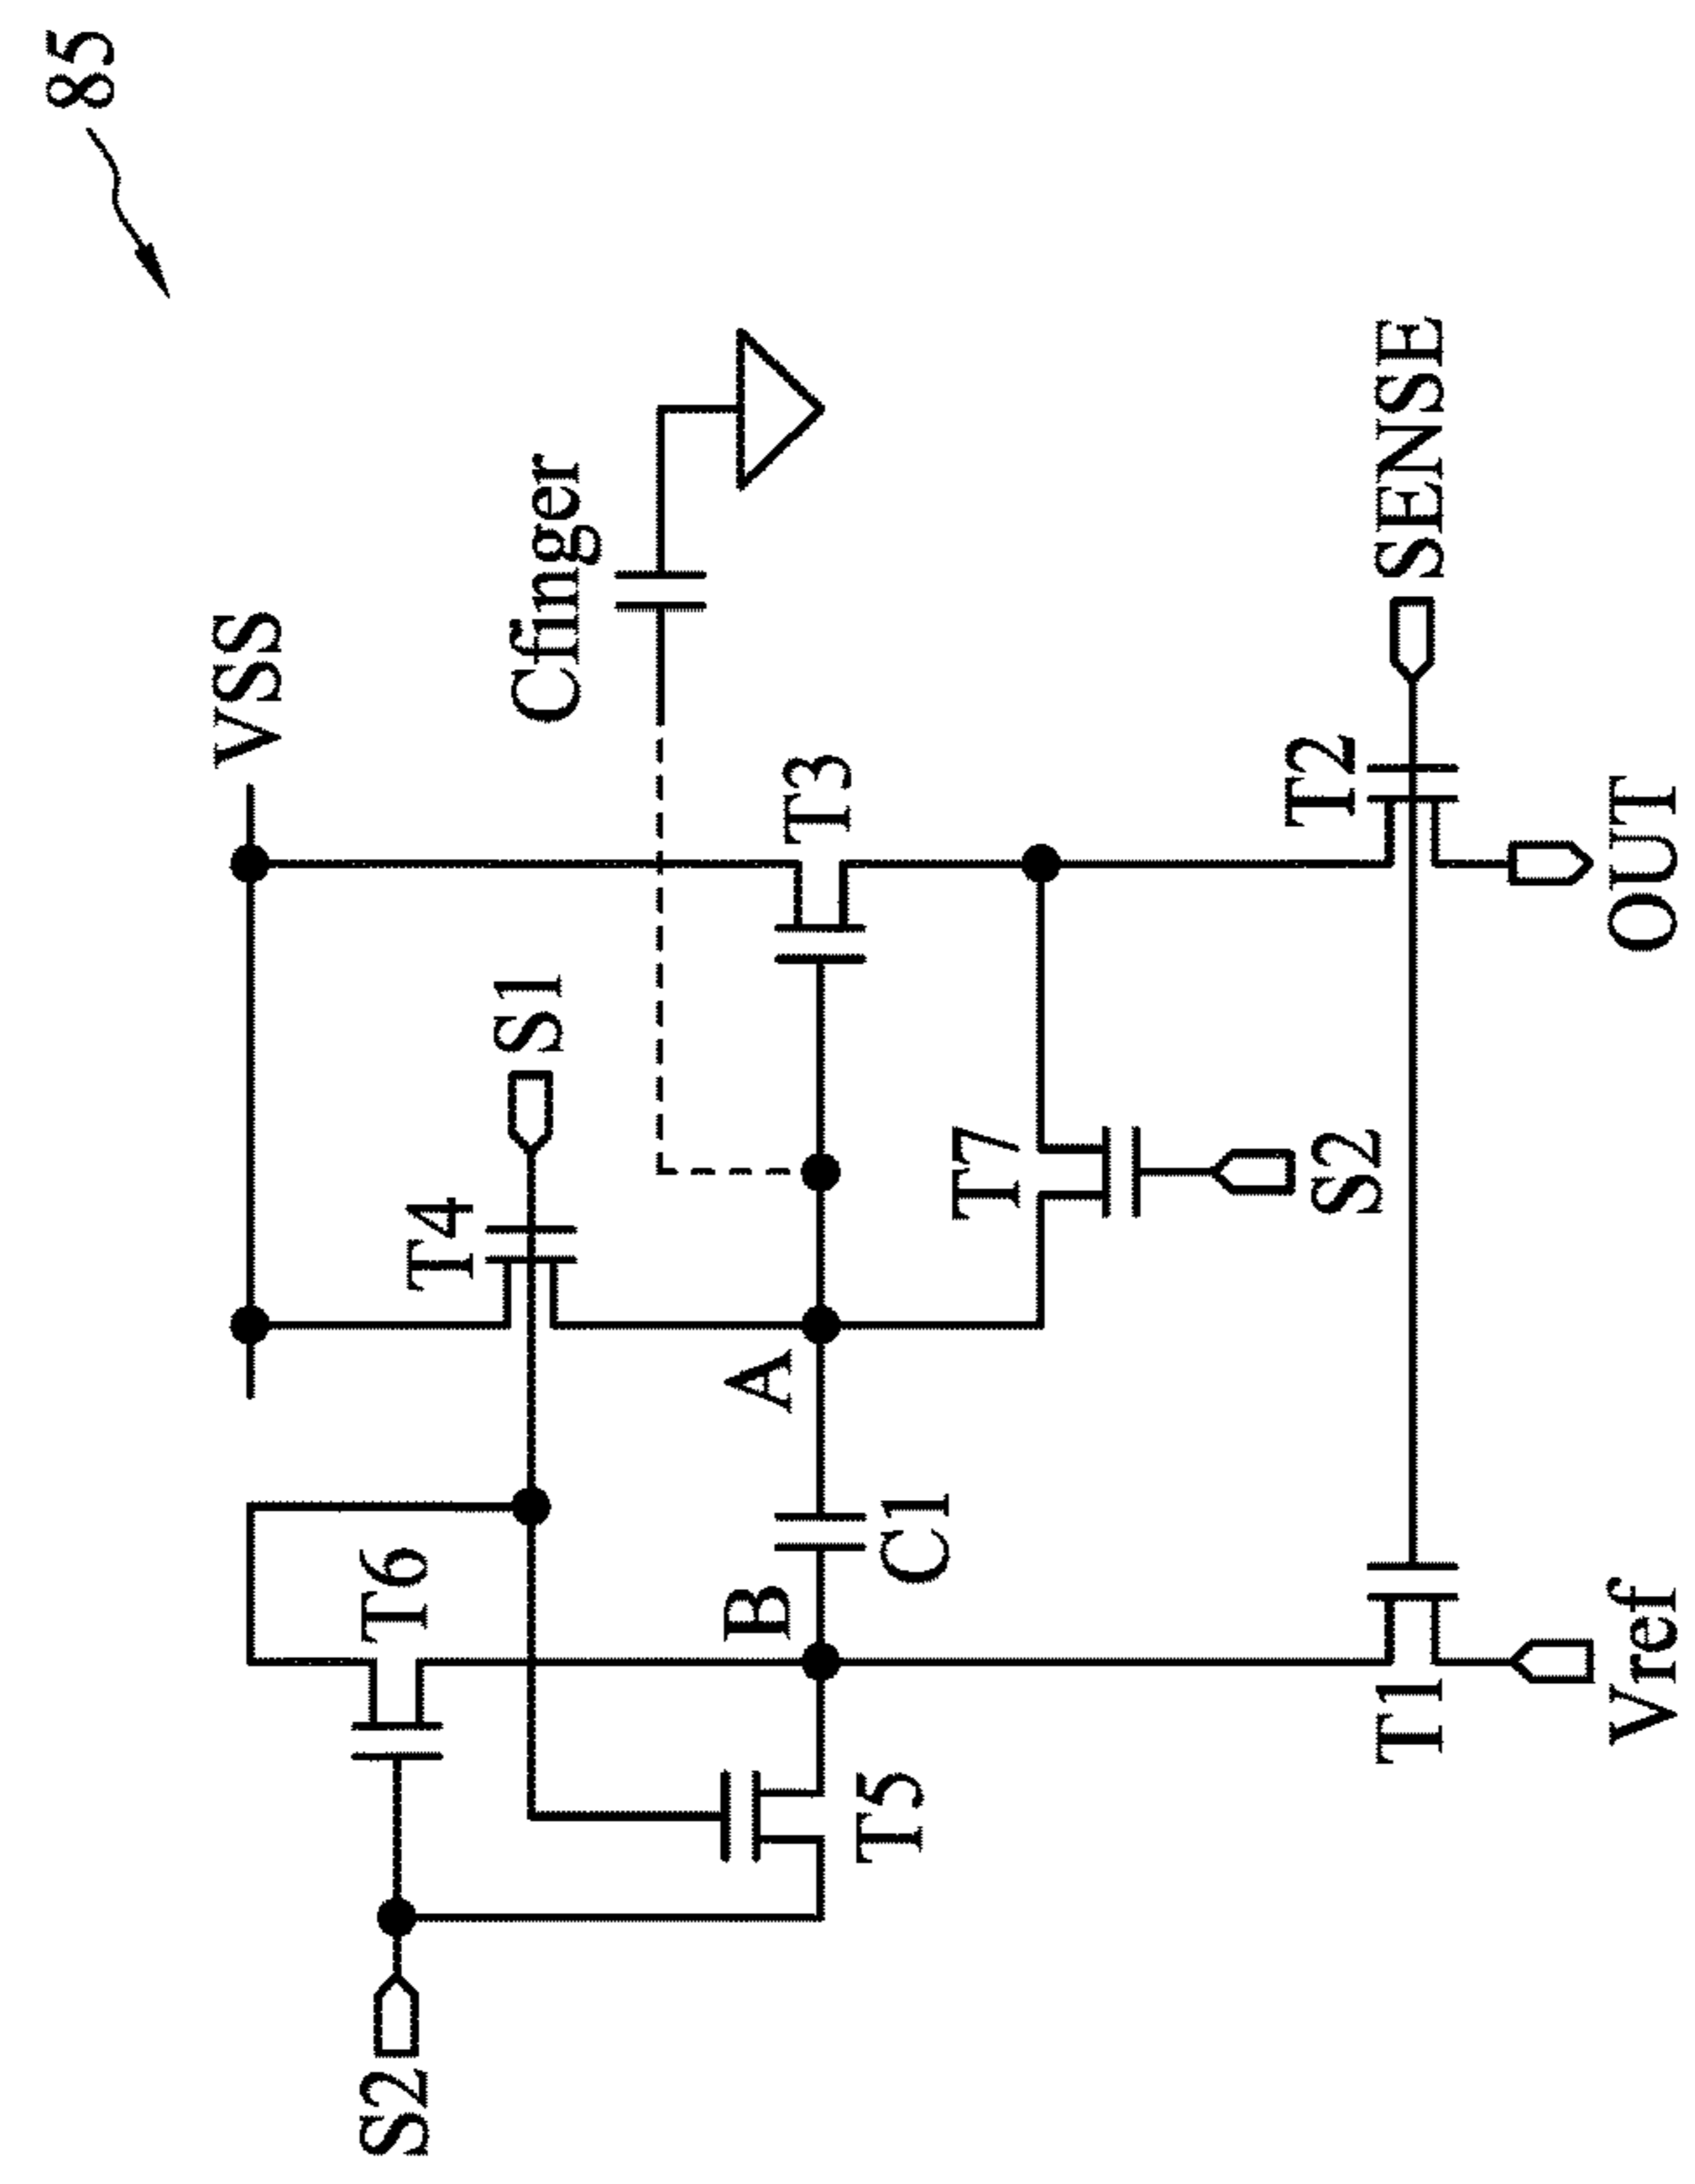 85
VSS
Cfinger
S1
T4
T3
T6
A
B
C1
T7
S2
T5
S2
T2
SENSE
T1
Vref
OUT